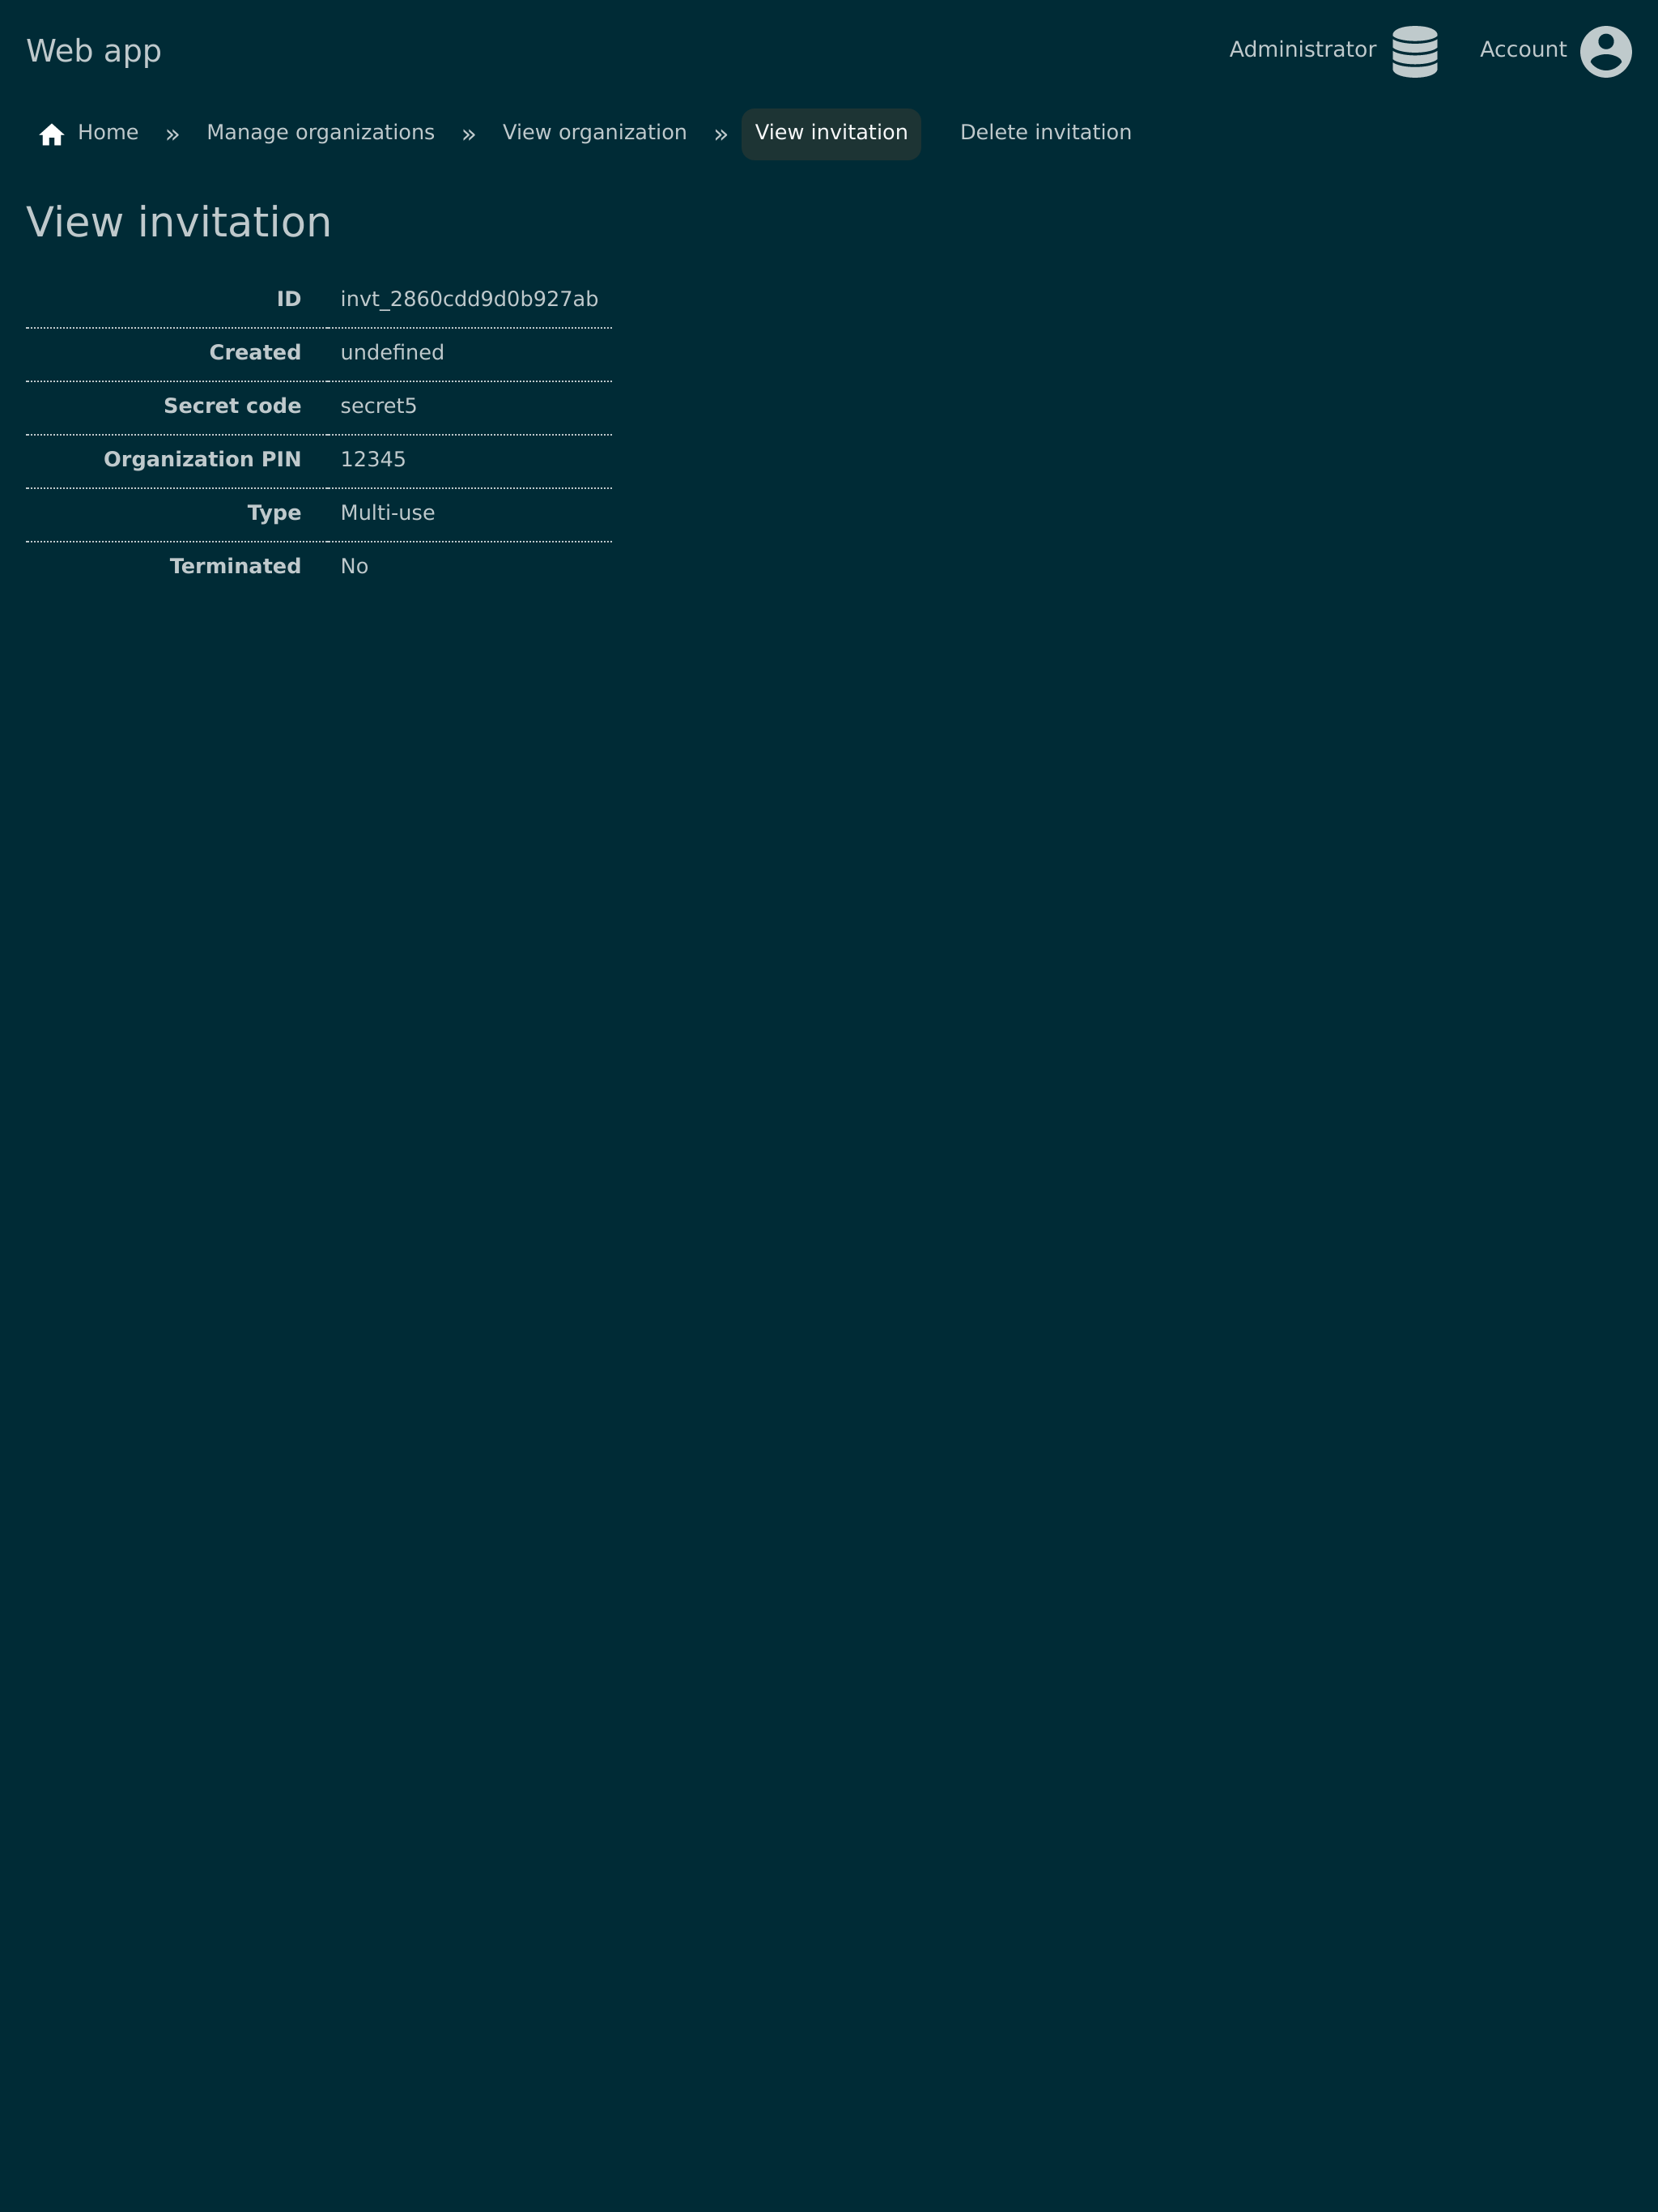 Web app
Administrator Account
Home » Manage organizations » View organization » View invitation Delete invitation
View invitation
ID invt_2860cdd9d0b927ab
Created undefined
Secret code secret5
Organization PIN 12345
Type Multi-use
Terminated No